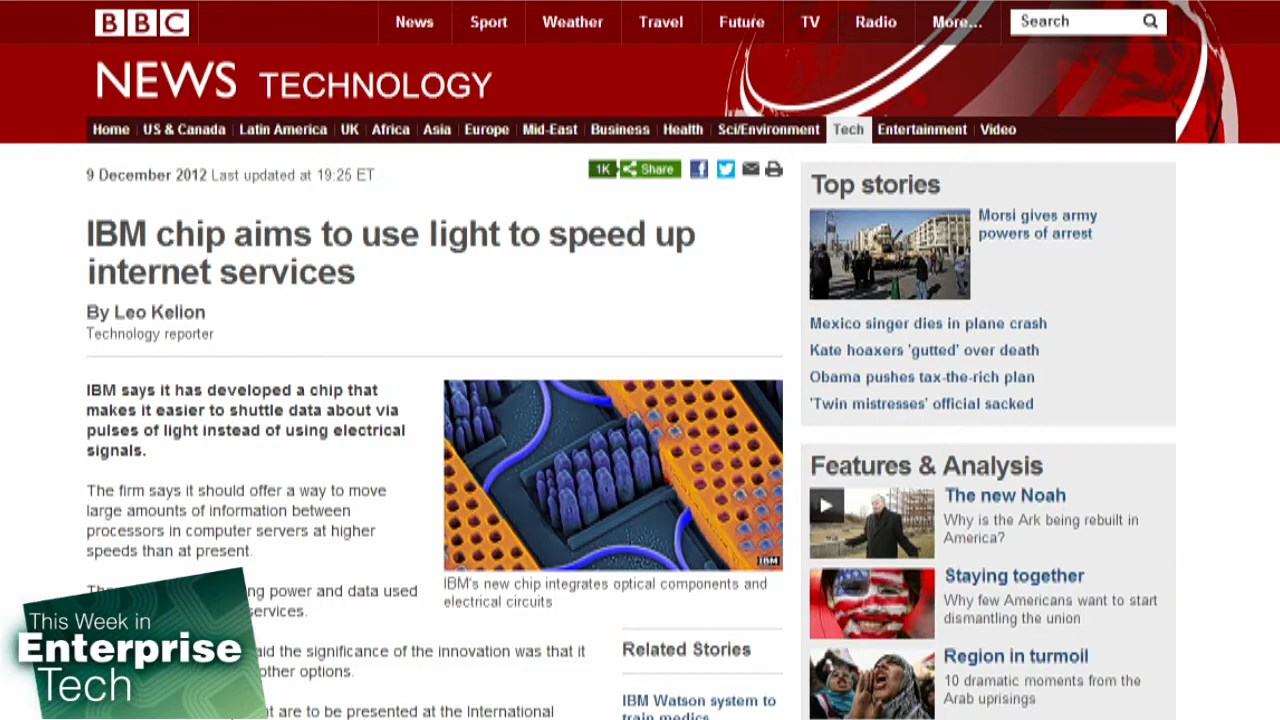 BBC
News Sport Weather Travel Future TV Radio More... Search
NEWS TECHNOLOGY
Home US & Canada Latin America UK Africa Asia Europe Mid-East Business Health Sci/Environment Tech Entertainment Video
9 December 2012 Last updated at 19:25 ET
1K Share
IBM chip aims to use light to speed up
internet services
By Leo Kelion
Technology reporter
IBM says it has developed a chip that
makes it easier to shuttle data about via
pulses of light instead of using electrical
signals.
The firm says it should offer a way to move
large amounts of information between
processors in computer servers at higher
speeds than at present.
power and data used
services.
said the significance of the innovation was that it
other options.
are to be presented at the International
IBM
IBM's new chip integrates optical components and
electrical circuits
Related Stories
IBM Watson system to
train medics
Top stories
Morsi gives army
powers of arrest
Mexico singer dies in plane crash
Kate hoaxers 'gutted' over death
Obama pushes tax-the-rich plan
'Twin mistresses' official sacked
Features & Analysis
The new Noah
Why is the Ark being rebuilt in
America?
Staying together
Why few Americans want to start
dismantling the union
Region in turmoil
10 dramatic moments from the
Arab uprisings
This Week in
Enterprise
Tech